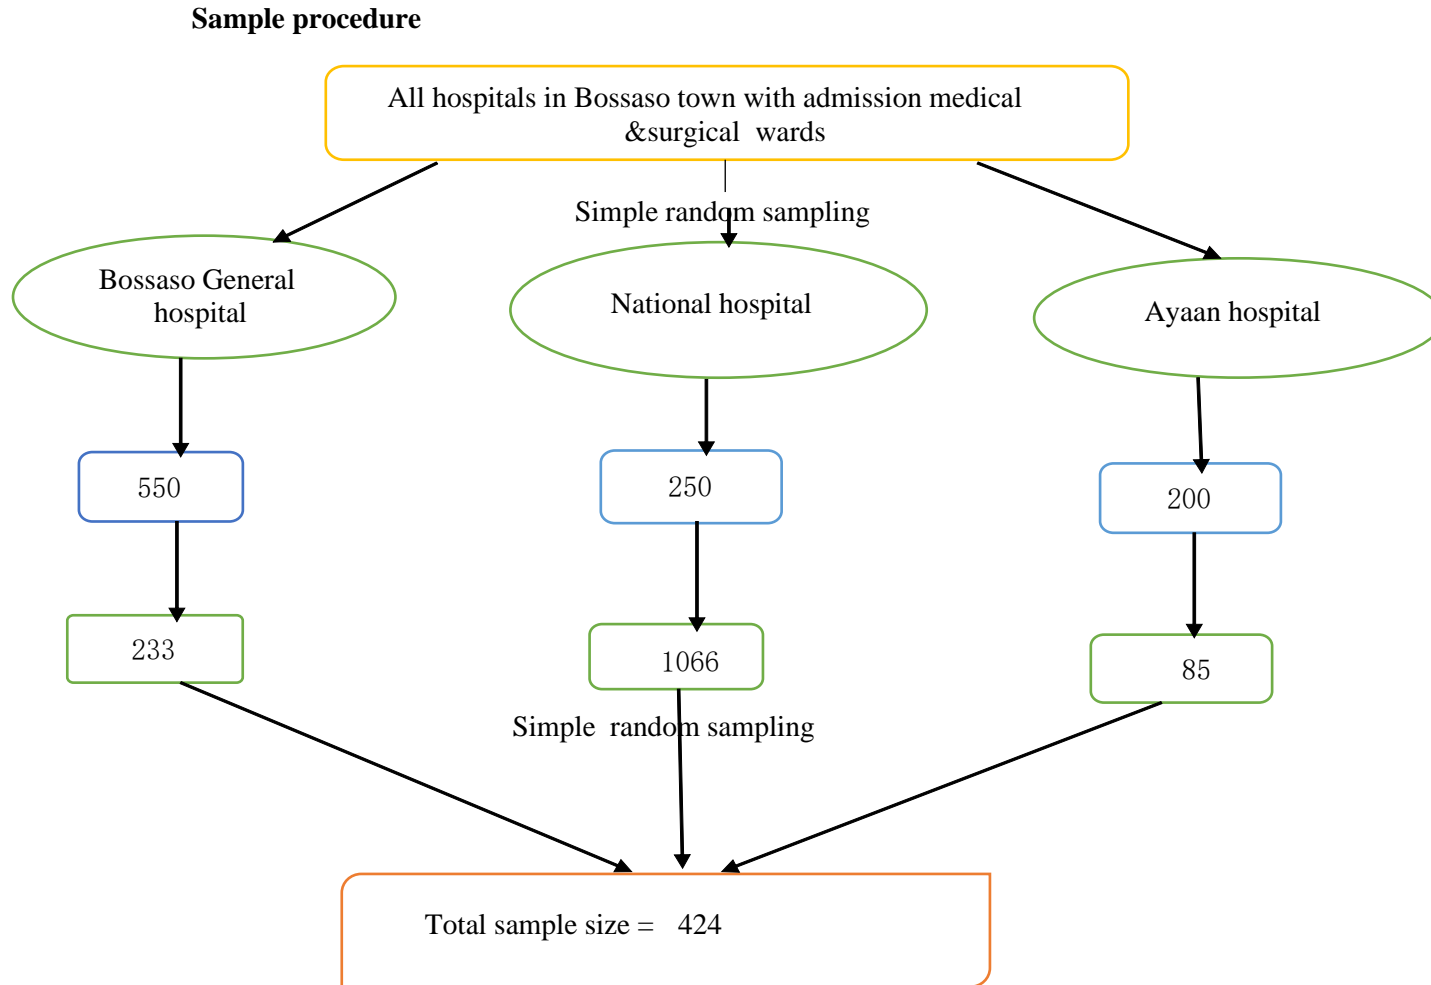 Sample procedure
All hospitals in Bossaso town with admission medical
&surgical wards
Simple random sampling
Bossaso General
hospital
National hospital
Ayaan hospital
550
250
200
233
1066
85
Simple random sampling
Total sample size = 424